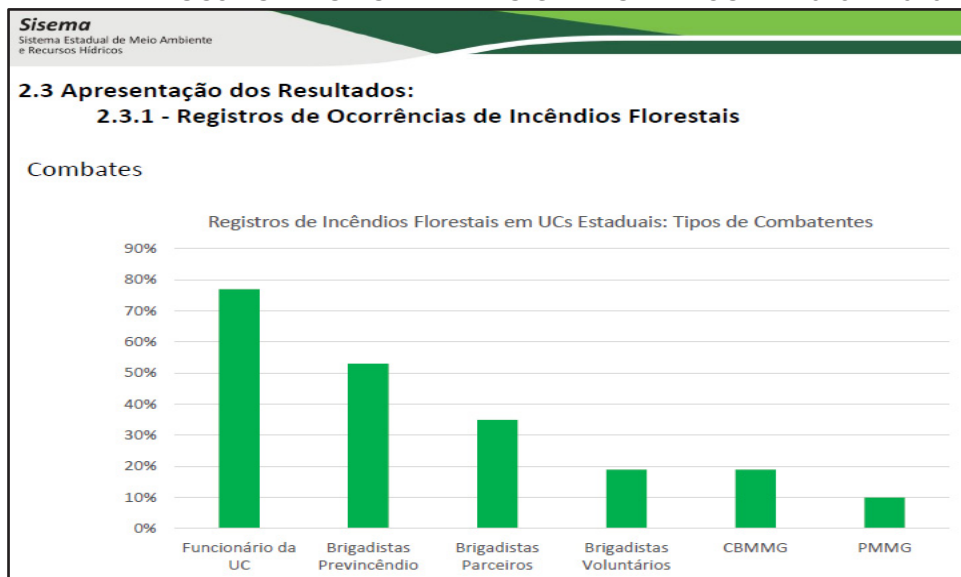 Sisema
Sistema Estadual de Meio Ambiente
e Recursos Hídricos
2.3 Apresentação dos Resultados:
2.3.1 - Registros de Ocorrências de Incêndios Florestais
Combates
Registros de Incêndios Florestais em UCs Estaduais: Tipos de Combatentes
90%
80%
70%
60%
50%
40%
30%
20%
10%
0%
Funcionário da UC
Brigadistas Previncêndio
Brigadistas Parceiros
Brigadistas Voluntários
CBMMG
PMMG